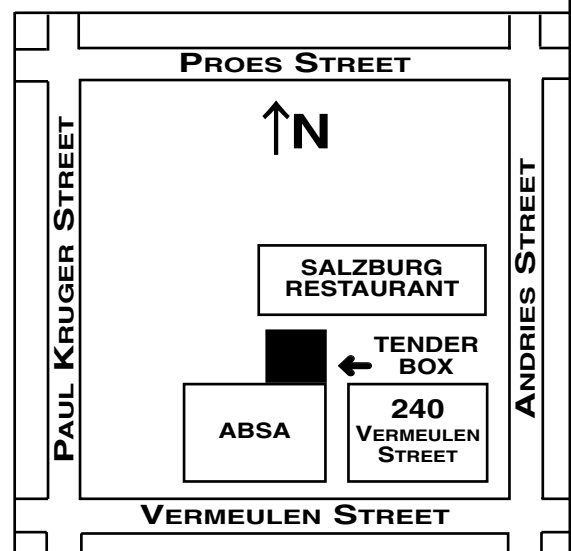 PROES STREET
N
PAUL KRUGER STREET
ANDRIES STREET
SALZBURG
RESTAURANT
TENDER
BOX
ABSA
240
VERMEULEN
STREET
VERMEULEN STREET